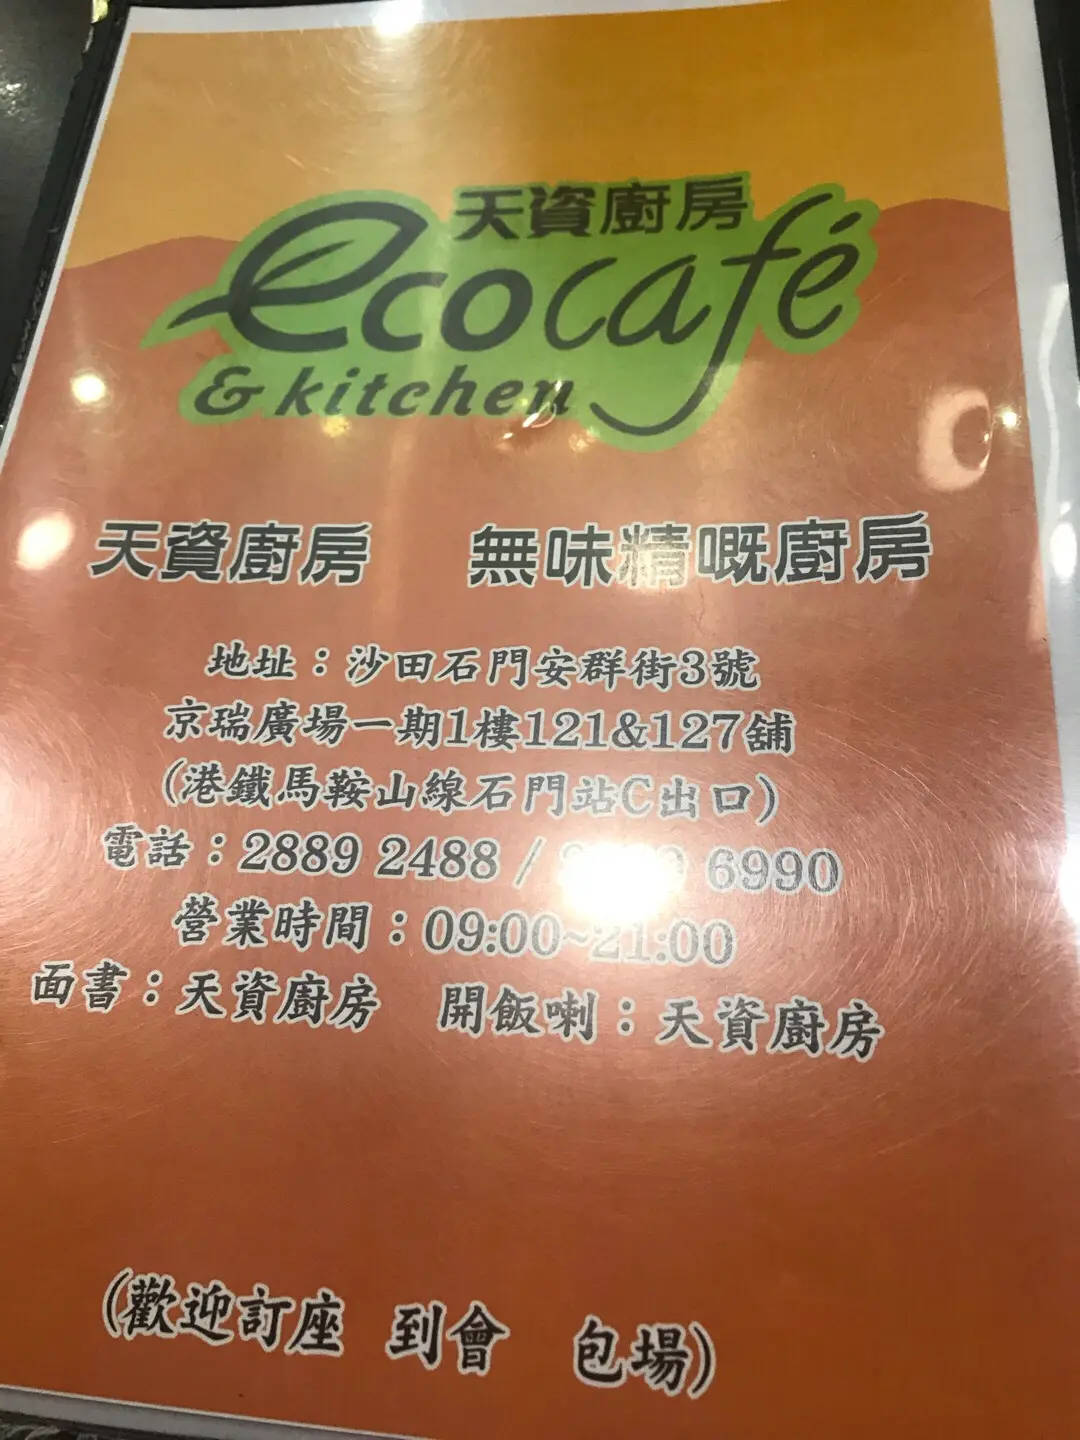 天資廚房
ecocafé
& kitchen
天資廚房 無味精嘅廚房
地址：沙田石門安群街3號
京瑞廣場一期1樓121&127舖
(港鐵馬鞍山線石門站C出口)
電話：2889 2488 / 6990
營業時間：09:00~21:00
面書：天資廚房 開飯喇：天資廚房
(歡迎訂座 到會 包場)